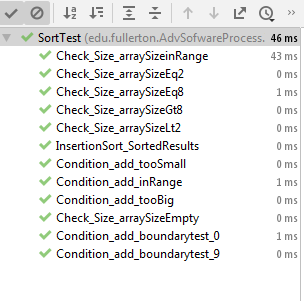 SortTest (edu.fullerton.AdvSofwareProcess. 46 ms
Check_Size_arraySizeinRange 43 ms
Check_Size_arraySizeEq2 0 ms
Check_Size_arraySizeEq8 1 ms
Check_Size_arraySizeGt8 0 ms
Check_Size_arraySizeLt2 0 ms
InsertionSort_SortedResults 0 ms
Condition_add_tooSmall 0 ms
Condition_add_inRange 1 ms
Condition_add_tooBig 0 ms
Check_Size_arraySizeEmpty 0 ms
Condition_add_boundarytest_0 1 ms
Condition_add_boundarytest_9 0 ms